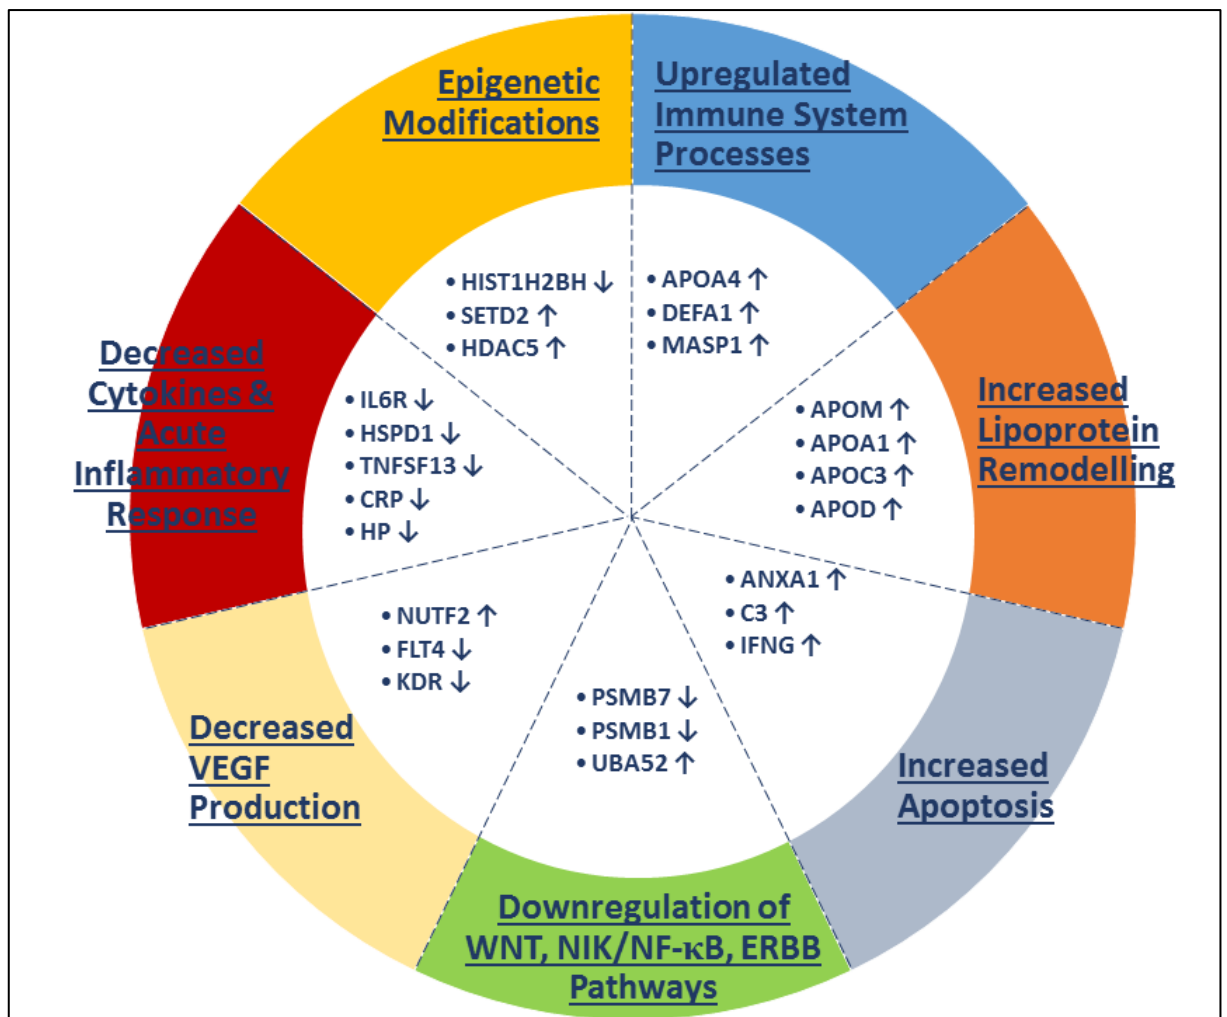 Epigenetic
Modifications
Upregulated
Immune System
Processes
• HIST1H2BH ↓
• SETD2 ↑
• HDAC5 ↑
• APOA4 ↑
• DEFA1 ↑
• MASP1 ↑
Decreased
Cytokines &
Acute
Inflammatory
Response
• IL6R ↓
• HSPD1 ↓
• TNFSF13 ↓
• CRP ↓
• HP ↓
• APOM ↑
• APOA1 ↑
• APOC3 ↑
• APOD ↑
Increased
Lipoprotein
Remodelling
• NUTF2 ↑
• FLT4 ↓
• KDR ↓
• ANXA1 ↑
• C3 ↑
• IFNG ↑
Decreased
VEGF
Production
• PSMB7 ↓
• PSMB1 ↓
• UBA52 ↑
Increased
Apoptosis
Downregulation of
WNT, NIK/NF-κB, ERBB
Pathways